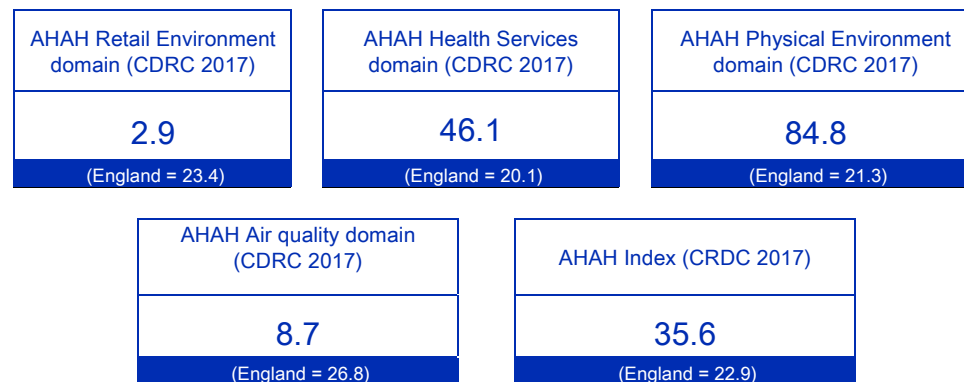 AHAH Retail Environment
domain (CDRC 2017)
2.9
(England = 23.4)
AHAH Health Services
domain (CDRC 2017)
46.1
(England = 20.1)
AHAH Physical Environment
domain (CDRC 2017)
84.8
(England = 21.3)
AHAH Air quality domain
(CDRC 2017)
8.7
(England = 26.8)
AHAH Index (CRDC 2017)
35.6
(England = 22.9)